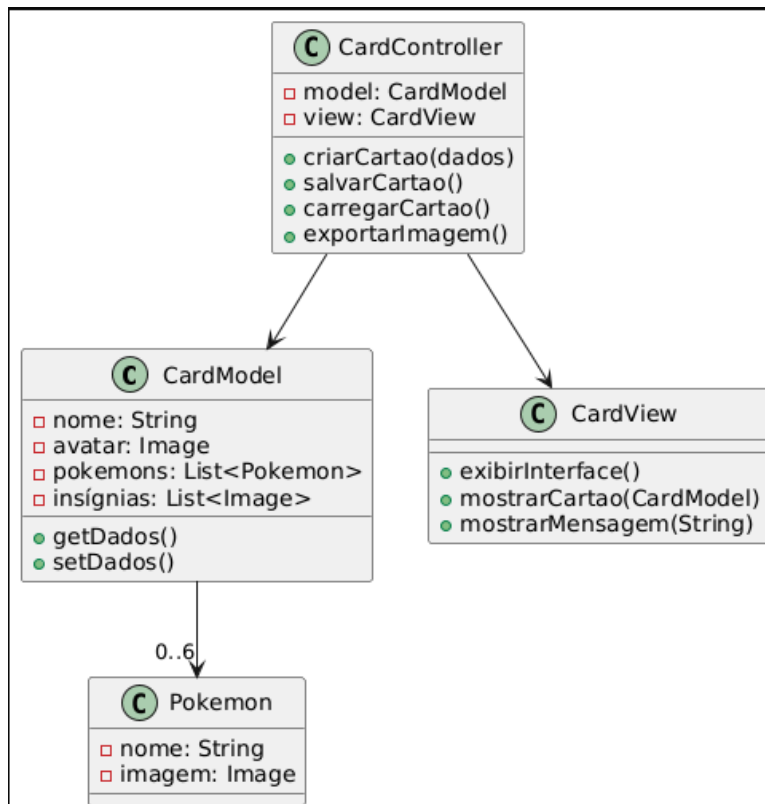 C CardController
model: CardModel
view: CardView
criarCartao(dados)
salvarCartao()
carregarCartao()
exportarImagem()
C CardModel
nome: String
avatar: Image
pokemons: List<Pokemon>
insígnias: List<Image>
getDados()
setDados()
C CardView
exibirInterface()
mostrarCartao(CardModel)
mostrarMensagem(String)
0..6
C Pokemon
nome: String
imagem: Image